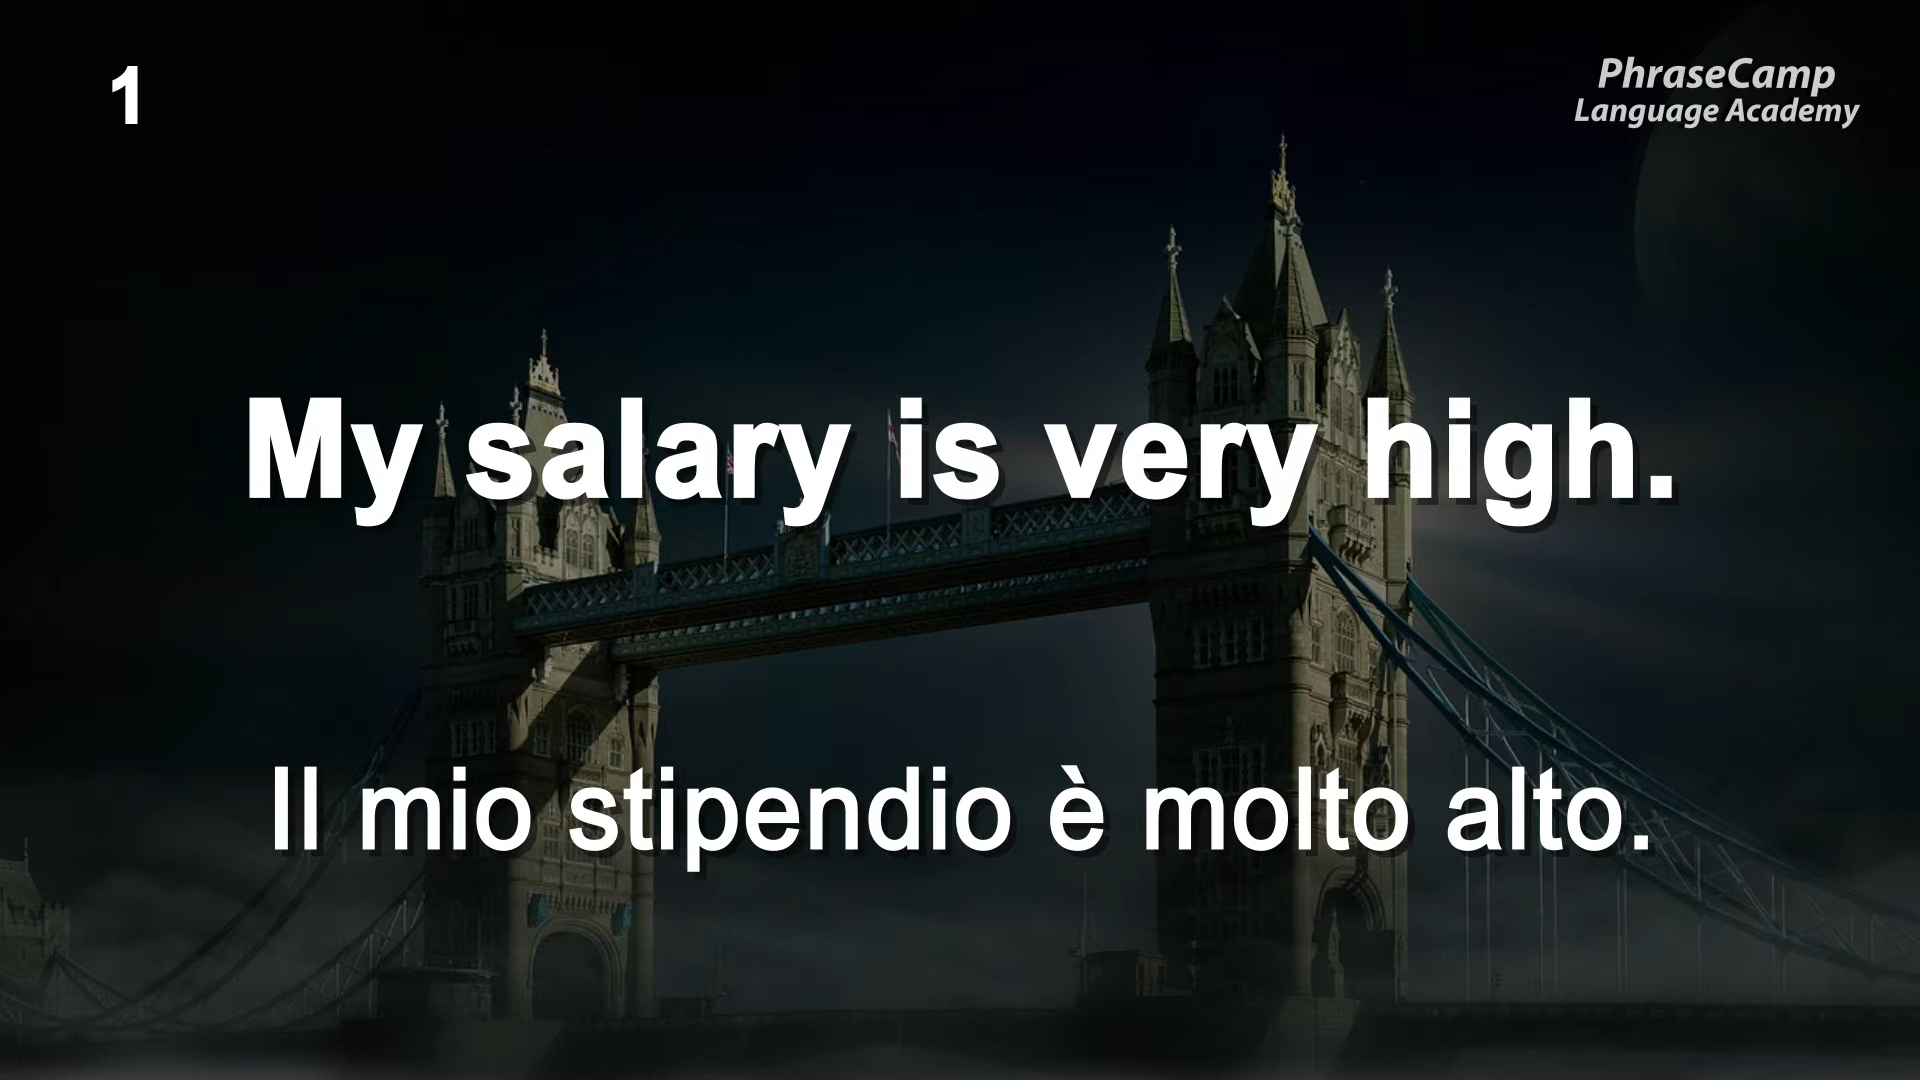 1
PhraseCamp
Language Academy
My salary is very high.
Il mio stipendio è molto alto.